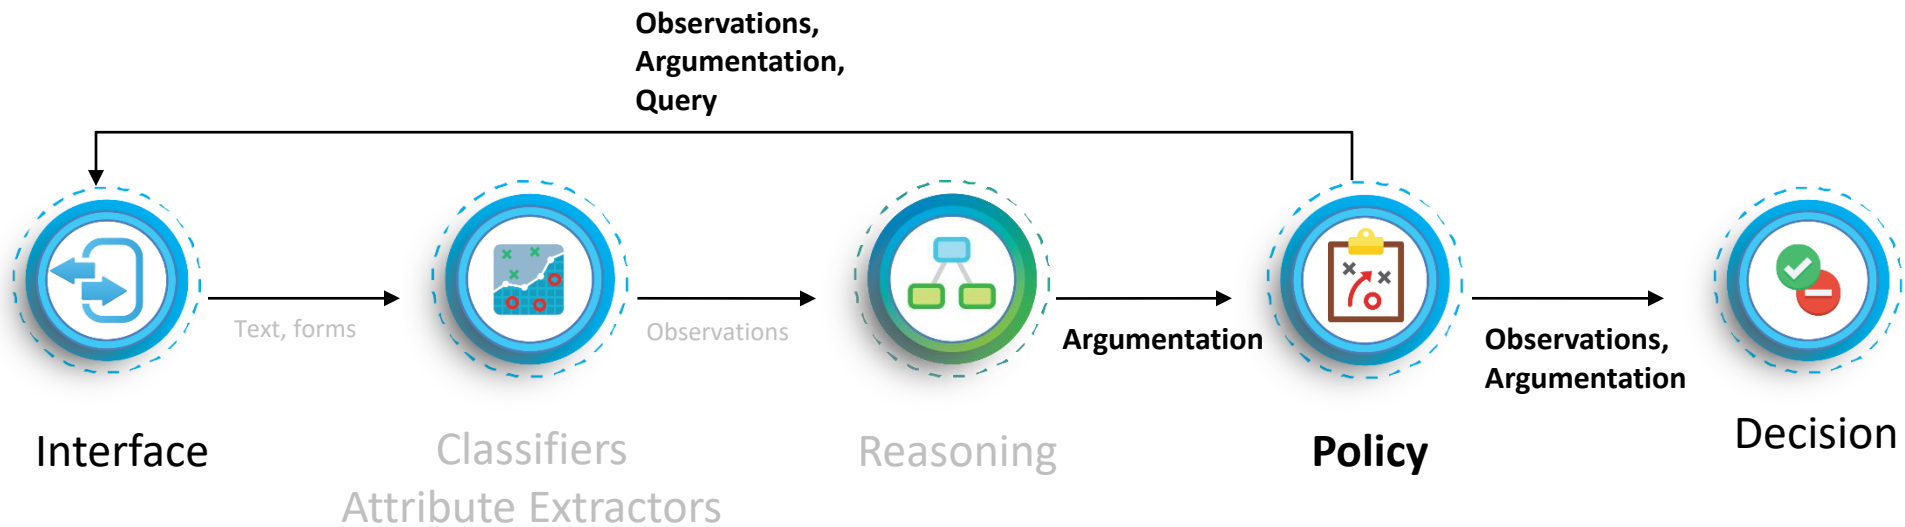 Observations,
Argumentation,
Query
Text, forms
Observations
Argumentation
Observations,
Argumentation
Interface
Classifiers
Attribute Extractors
Reasoning
Policy
Decision